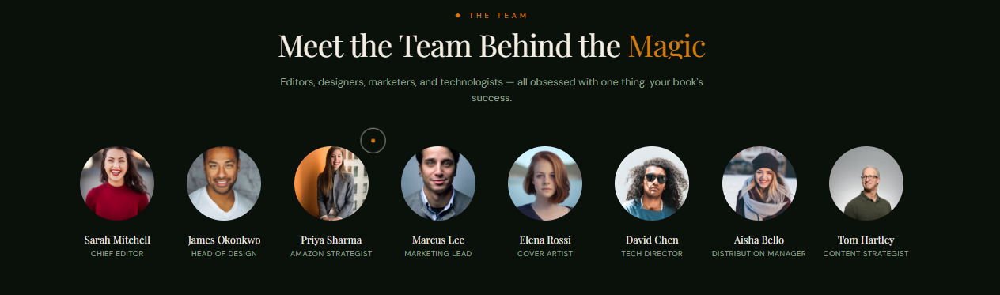 ◆ THE TEAM
Meet the Team Behind the Magic
Editors, designers, marketers, and technologists — all obsessed with one thing: your book's
success.
Sarah Mitchell
CHIEF EDITOR
James Okonkwo
HEAD OF DESIGN
Priya Sharma
AMAZON STRATEGIST
Marcus Lee
MARKETING LEAD
Elena Rossi
COVER ARTIST
David Chen
TECH DIRECTOR
Aisha Bello
DISTRIBUTION MANAGER
Tom Hartley
CONTENT STRATEGIST